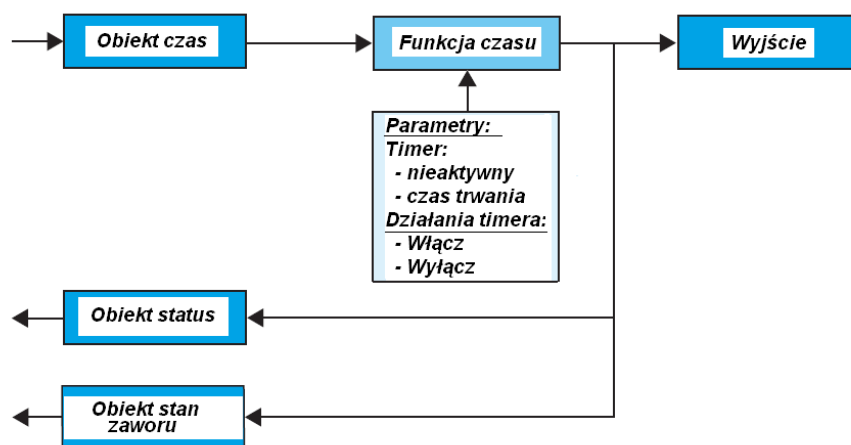 Obiekt czas
Funkcja czasu
Wyjście
Parametry:
Timer:
- nieaktywny
- czas trwania
Działania timera:
- Włącz
- Wyłącz
Obiekt status
Obiekt stan
zaworu